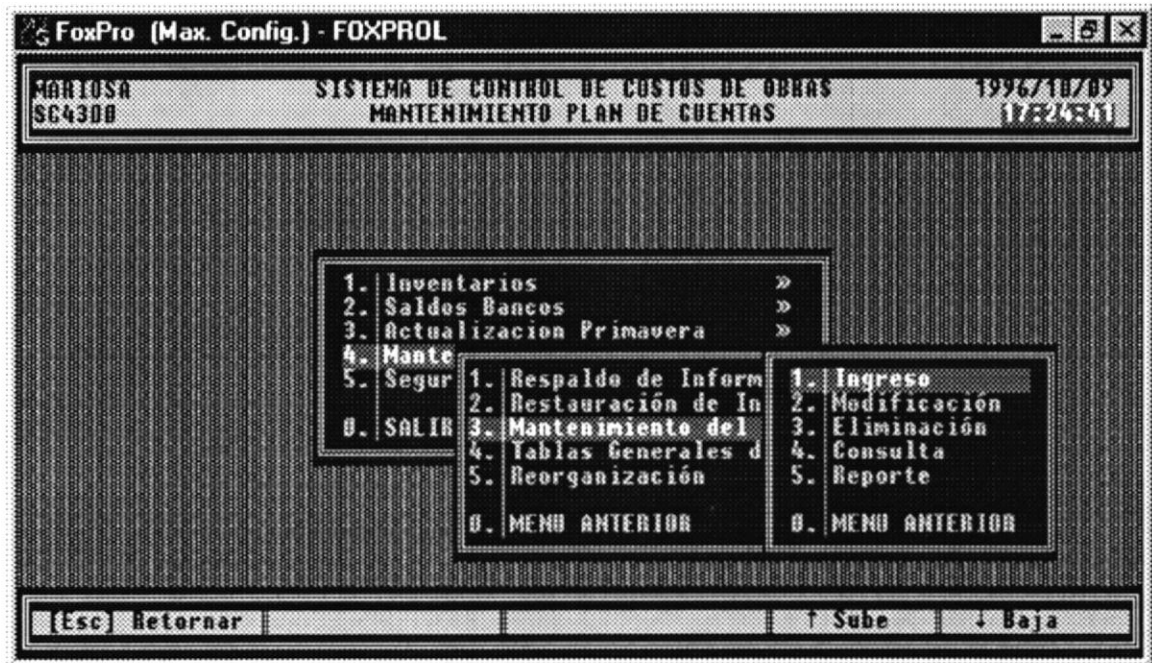 FoxPro (Max. Config.) - FOXPROL
MARIOSA SISTEMA DE CONTROL DE COSTOS DE OBRAS 1996/10/09
SC4300 MANTENIMIENTO PLAN DE CUENTAS 17:24:41
1. Inventarios »
2. Saldos Bancos »
3. Actualizacion Primavera »
4. Mante
5. Segur
0. SALIR
1. Respaldo de Inform
2. Restauración de In
3. Mantenimiento del
4. Tablas Generales d
5. Reorganización
0. MENU ANTERIOR
1. Ingreso
2. Modificación
3. Eliminación
4. Consulta
5. Reporte
0. MENU ANTERIOR
[Esc] Retornar ↑ Sube ↓ Baja